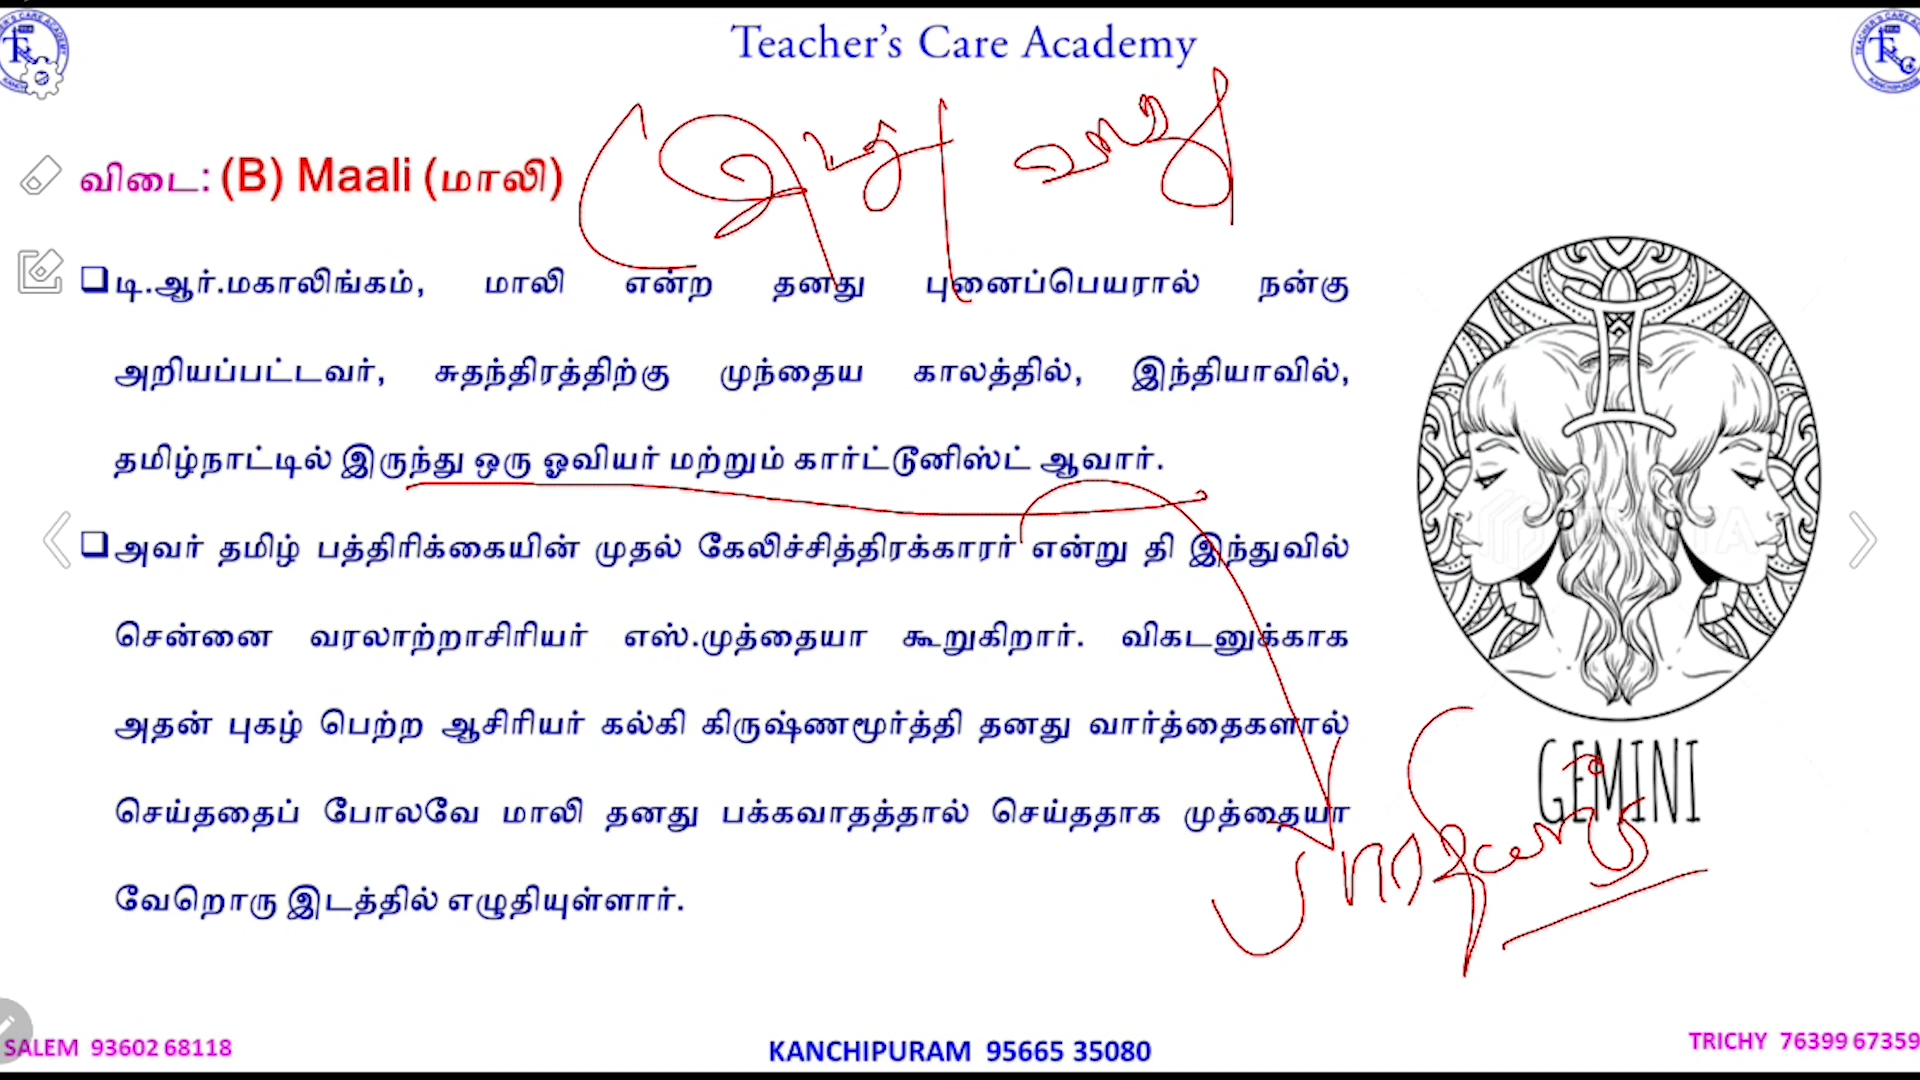 Teacher's Care Academy
விடை: (B) Maali (மாலி)
❑டி.ஆர்.மகாலிங்கம், மாலி என்ற தனது புனைப்பெயரால் நன்கு
அறியப்பட்டவர், சுதந்திரத்திற்கு முந்தைய காலத்தில், இந்தியாவில்,
தமிழ்நாட்டில் இருந்து ஒரு ஓவியர் மற்றும் கார்ட்டூனிஸ்ட் ஆவார்.
❑அவர் தமிழ் பத்திரிக்கையின் முதல் கேலிச்சித்திரக்காரர் என்று தி இந்துவில்
சென்னை வரலாற்றாசிரியர் எஸ்.முத்தையா கூறுகிறார். விகடனுக்காக
அதன் புகழ் பெற்ற ஆசிரியர் கல்கி கிருஷ்ணமூர்த்தி தனது வார்த்தைகளால்
செய்ததைப் போலவே மாலி தனது பக்கவாதத்தால் செய்ததாக முத்தையா
வேறொரு இடத்தில் எழுதியுள்ளார்.
GEMINI
SALEM 93602 68118
KANCHIPURAM 95665 35080
TRICHY 76399 67359